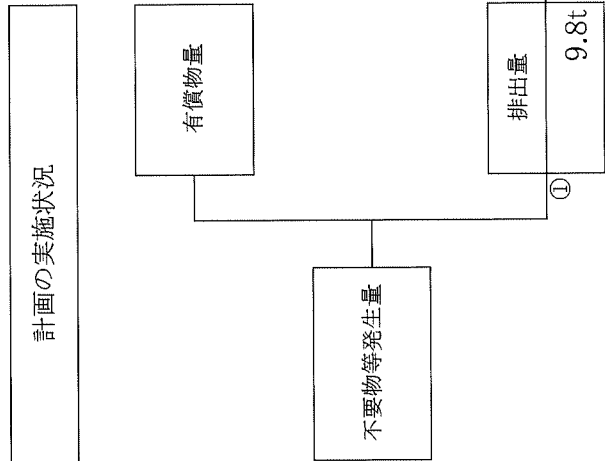 計画の実施状況
有償物量
不要物等発生量
①
排出量
9.8t